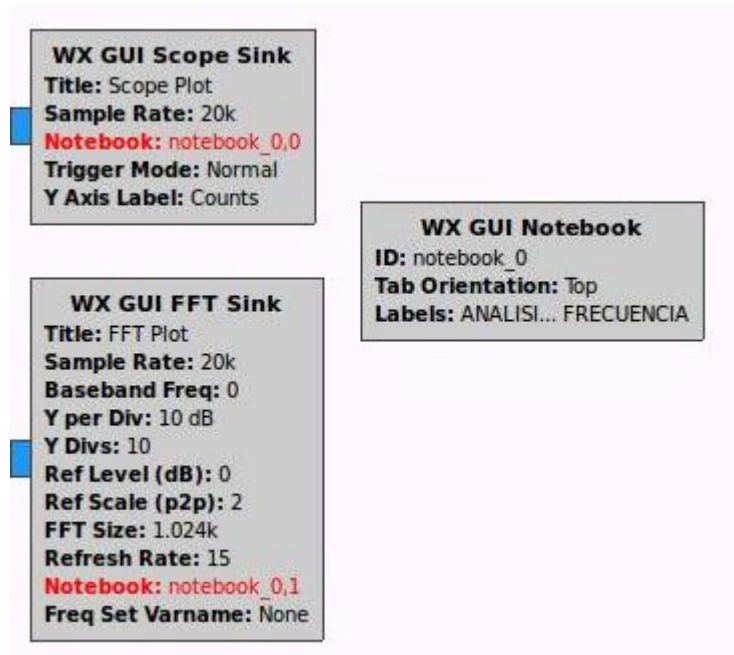 WX GUI Scope Sink
Title: Scope Plot
Sample Rate: 20k
Notebook: notebook_0,0
Trigger Mode: Normal
Y Axis Label: Counts
WX GUI Notebook
ID: notebook_0
Tab Orientation: Top
Labels: ANALISI... FRECUENCIA
WX GUI FFT Sink
Title: FFT Plot
Sample Rate: 20k
Baseband Freq: 0
Y per Div: 10 dB
Y Divs: 10
Ref Level (dB): 0
Ref Scale (p2p): 2
FFT Size: 1.024k
Refresh Rate: 15
Notebook: notebook_0,1
Freq Set Varname: None